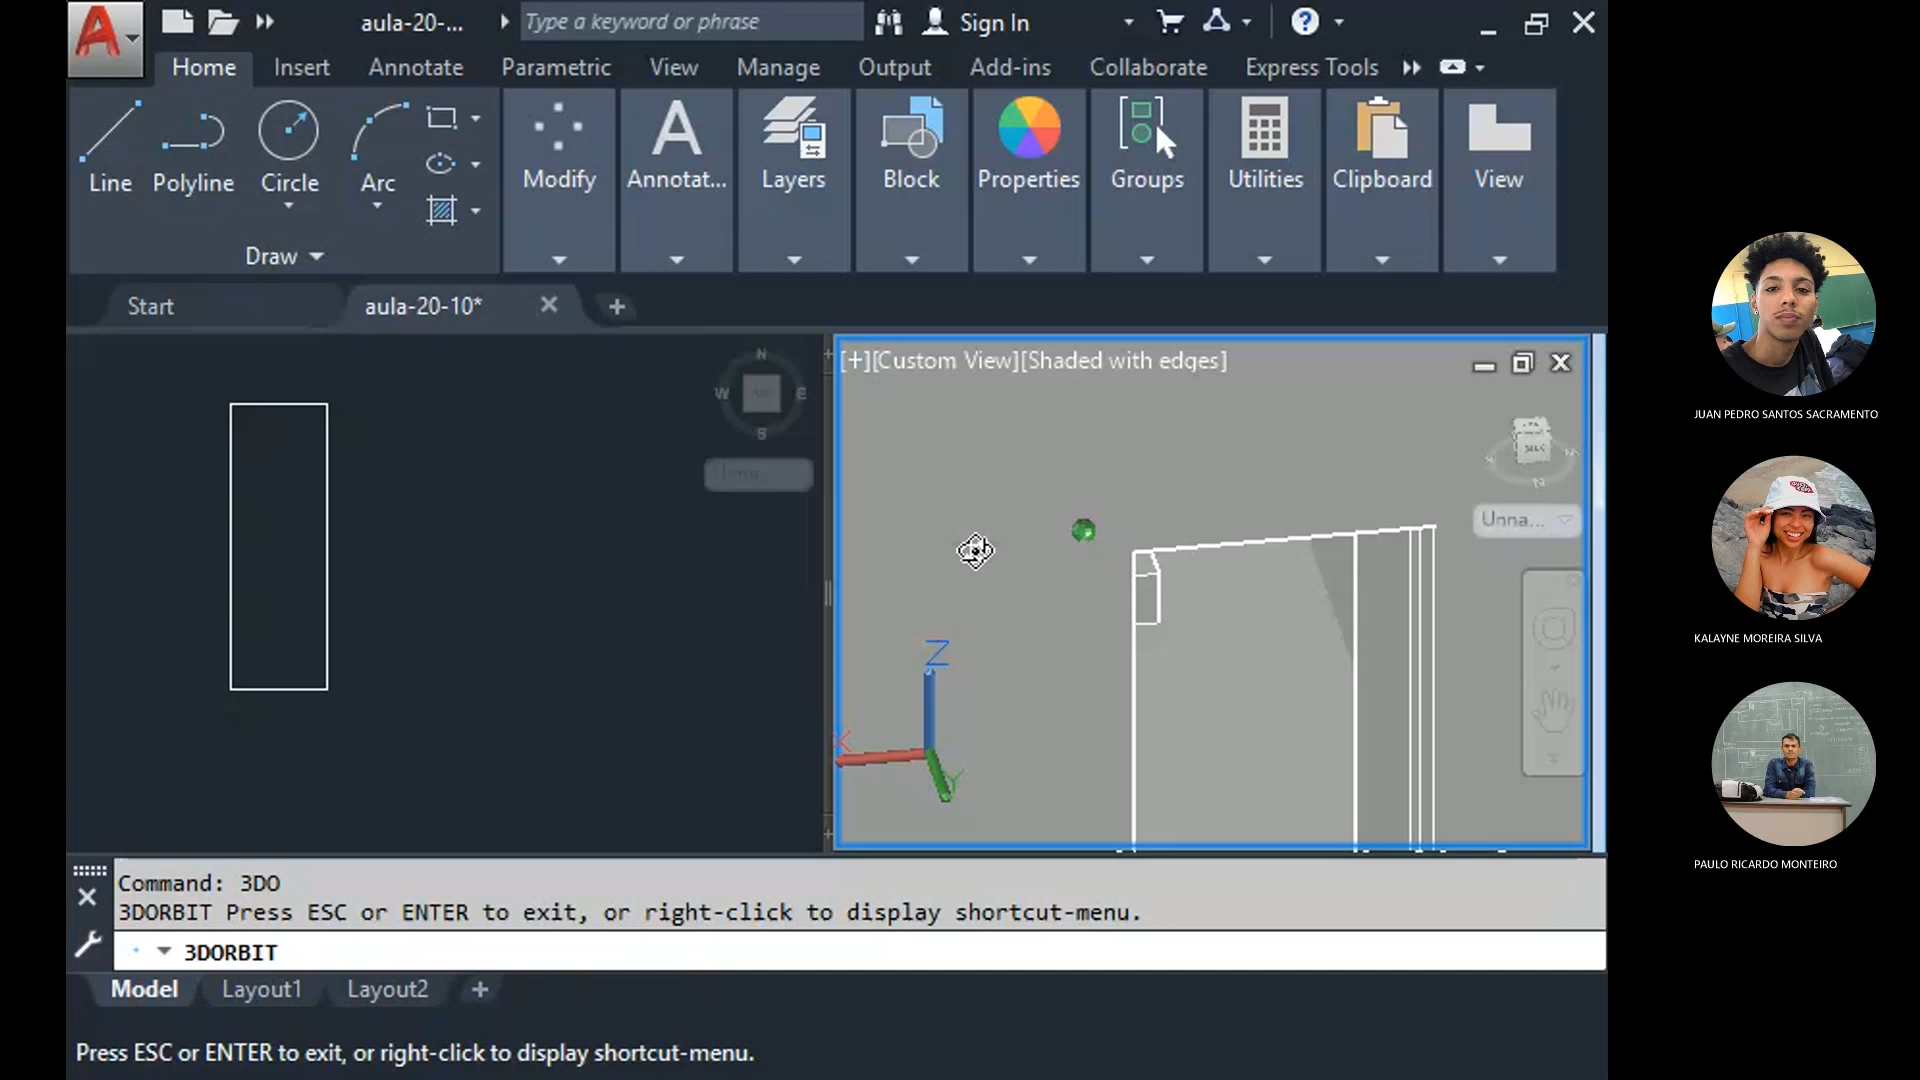 aula-20-...
Type a keyword or phrase
Sign In
Home Insert Annotate Parametric View Manage Output Add-ins Collaborate Express Tools
Line Polyline Circle Arc
Draw
Modify
Annotat...
Layers
Block
Properties
Groups
Utilities
Clipboard
View
Start aula-20-10*
N
W E
S
[+][Custom View][Shaded with edges]
Unna...
Z
X
Y
Command: 3DO
3DORBIT Press ESC or ENTER to exit, or right-click to display shortcut-menu.
3DORBIT
Model Layout1 Layout2
Press ESC or ENTER to exit, or right-click to display shortcut-menu.
JUAN PEDRO SANTOS SACRAMENTO
KALAYNE MOREIRA SILVA
PAULO RICARDO MONTEIRO